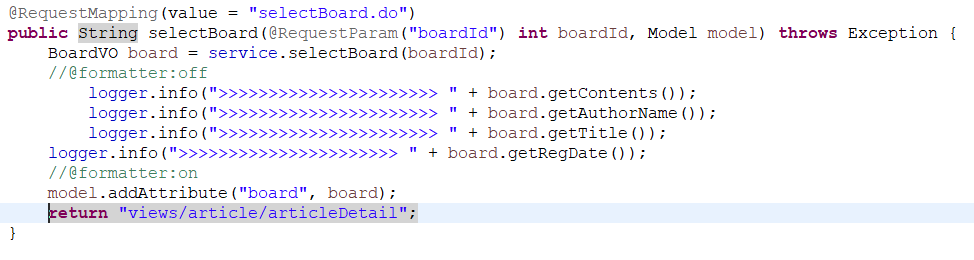 @RequestMapping(value = "selectBoard.do")
public String selectBoard(@RequestParam("boardId") int boardId, Model model) throws Exception {
    BoardVO board = service.selectBoard(boardId);
    //@formatter:off
        logger.info(">>>>>>>>>>>>>>>>>>>>>> " + board.getContents());
        logger.info(">>>>>>>>>>>>>>>>>>>>>> " + board.getAuthorName());
        logger.info(">>>>>>>>>>>>>>>>>>>>>> " + board.getTitle());
    logger.info(">>>>>>>>>>>>>>>>>>>>>> " + board.getRegDate());
    //@formatter:on
    model.addAttribute("board", board);
    return "views/article/articleDetail";
}